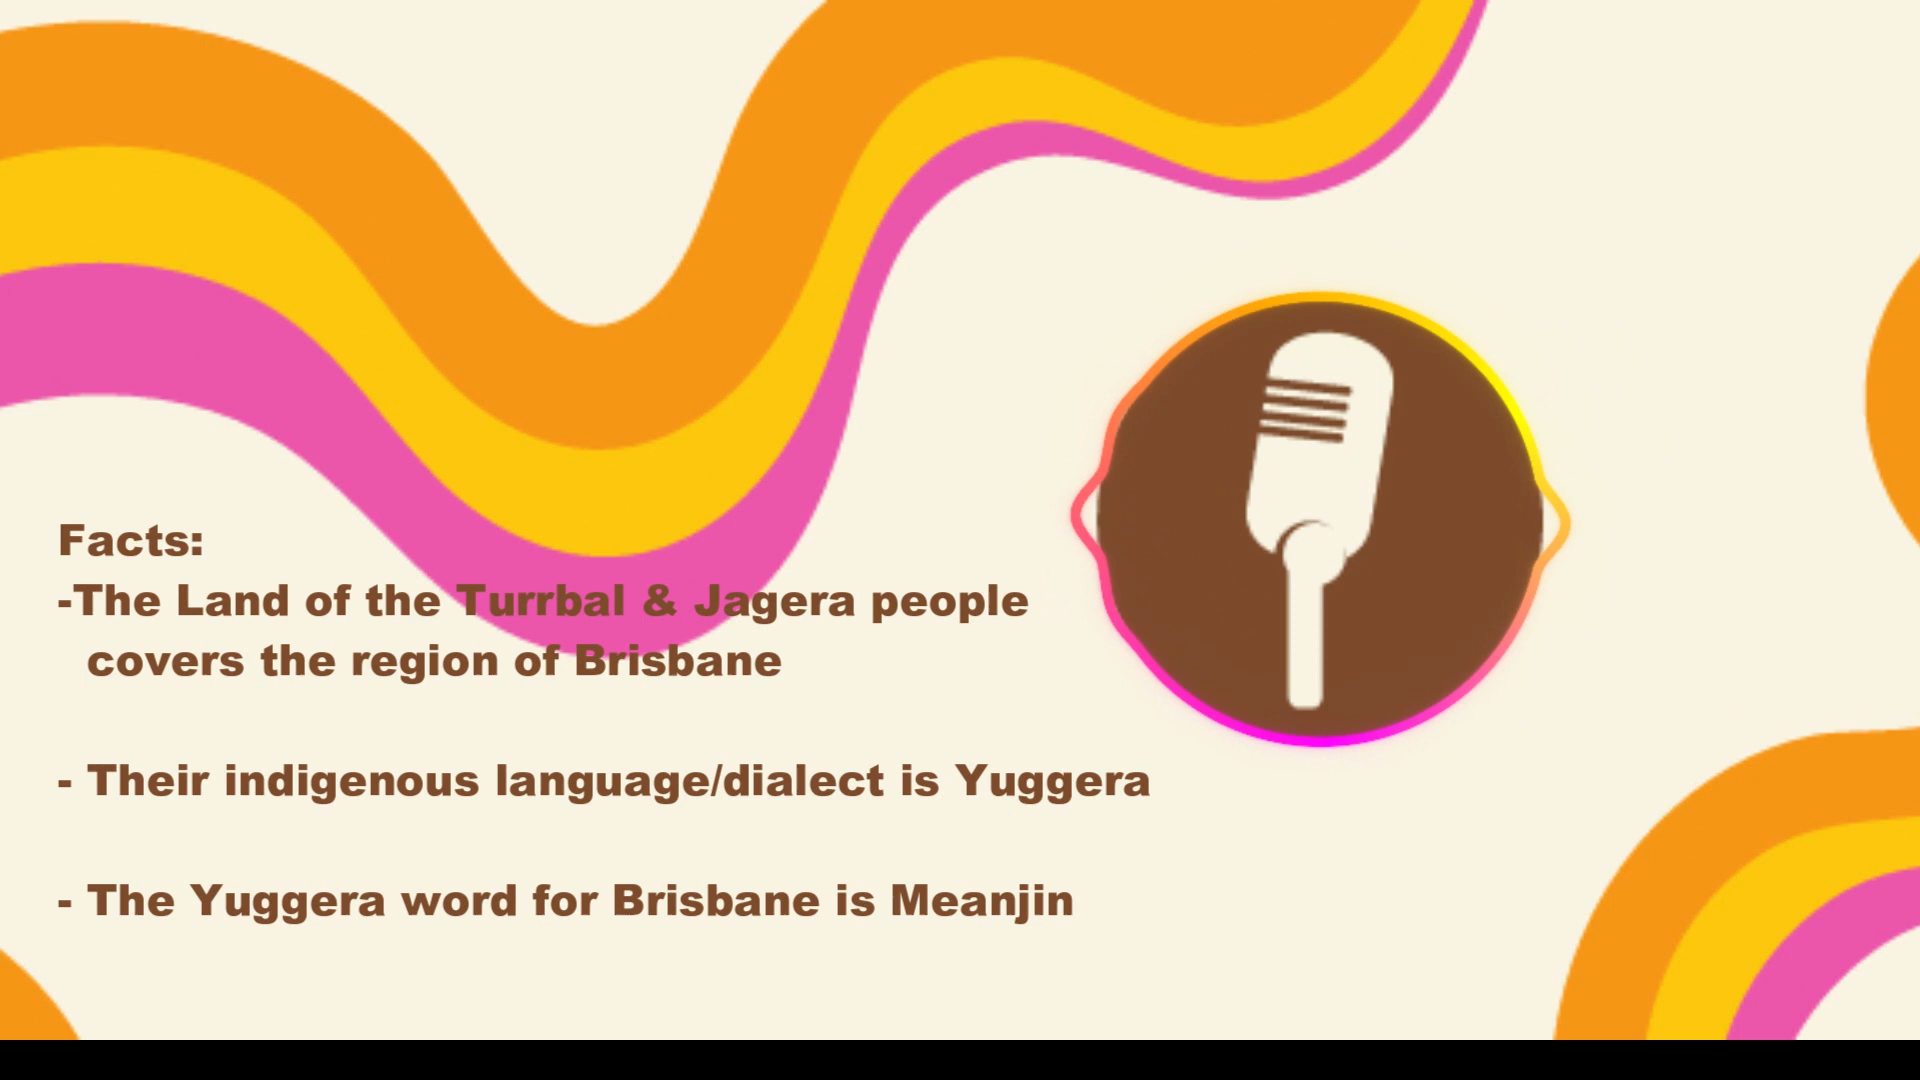 Facts:
-The Land of the Turrbal & Jagera people
covers the region of Brisbane
- Their indigenous language/dialect is Yuggera
- The Yuggera word for Brisbane is Meanjin